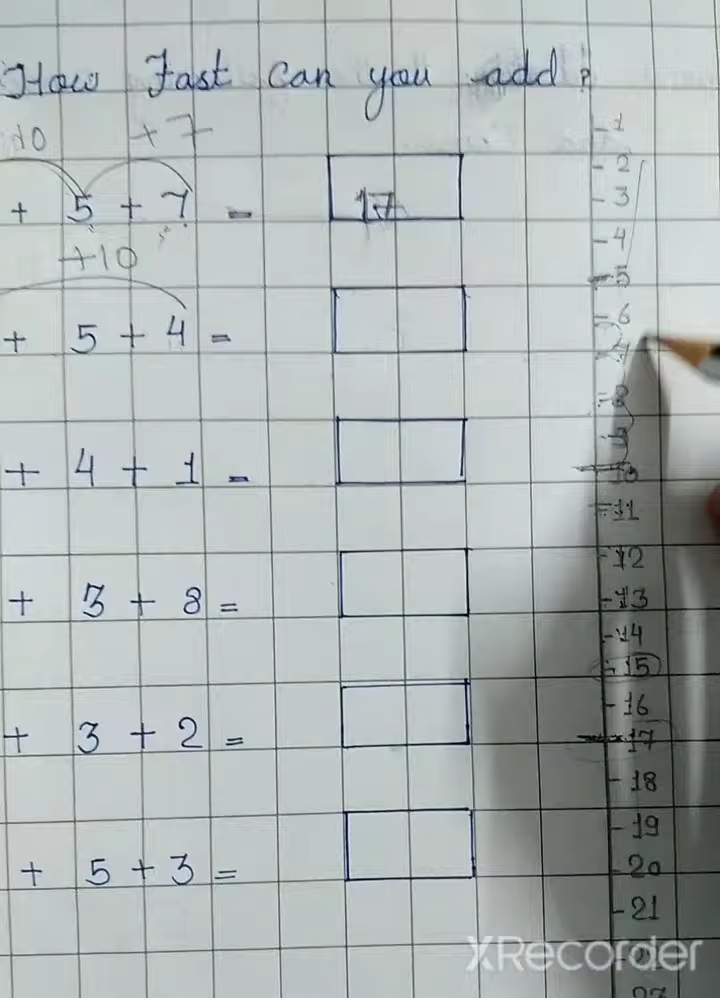 How Fast can you add?
10 +7
+ 5 + 7 = 17
+10
+ 5 + 4 =
+ 4 + 1 =
+ 3 + 8 =
+ 3 + 2 =
+ 5 + 3 =
-1
-2
-3
-4
-5
-6
-10
-11
-12
-13
-14
-15
-16
-17
-18
-19
-20
-21
XRecorder